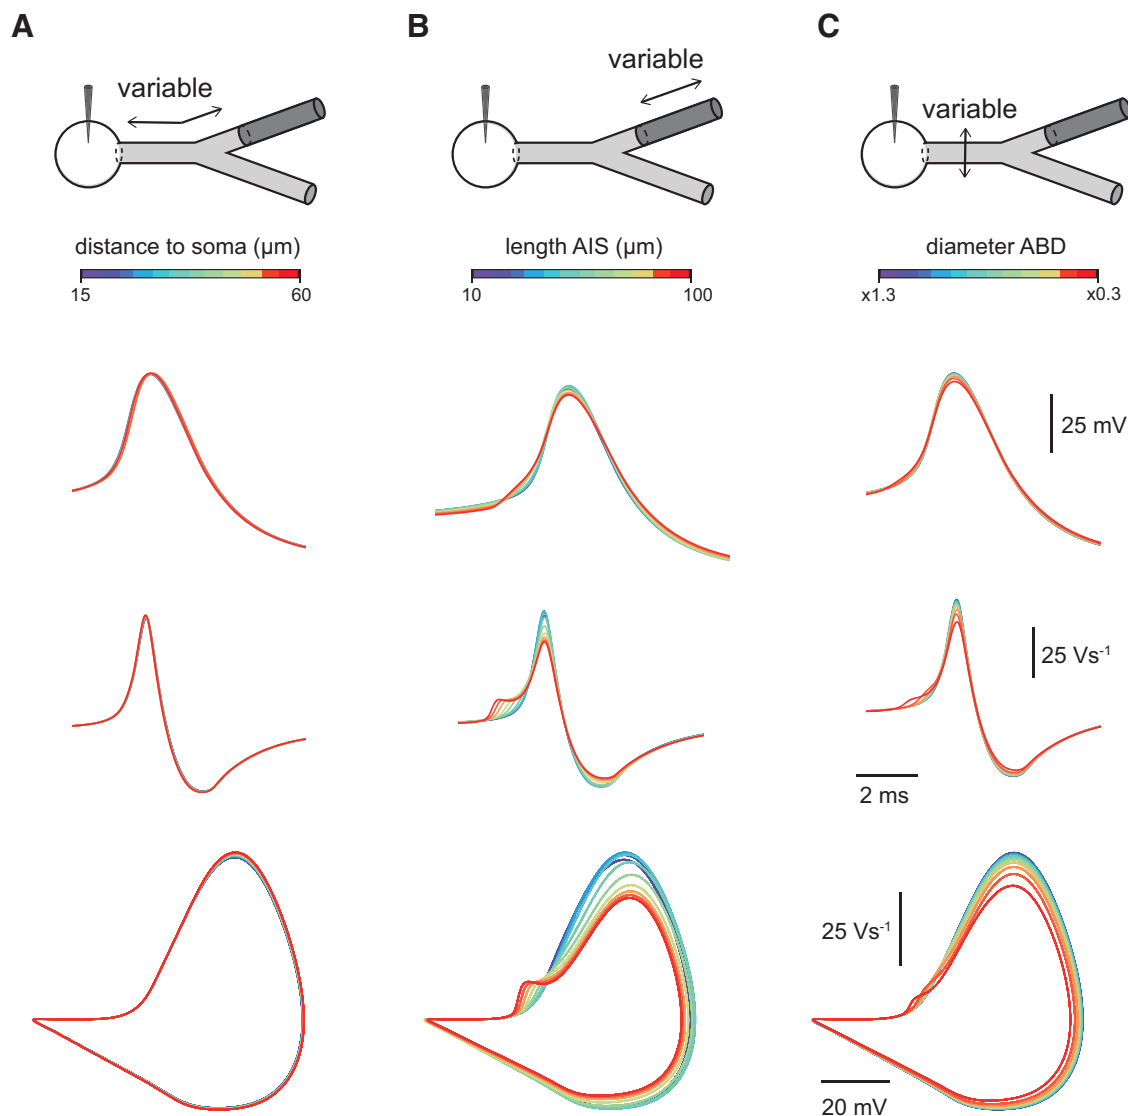 A
B
C
variable
variable
variable
distance to soma (µm)
15
60
length AIS (µm)
10
100
diameter ABD
x1.3
x0.3
25 mV
25 Vs⁻¹
2 ms
25 Vs⁻¹
20 mV